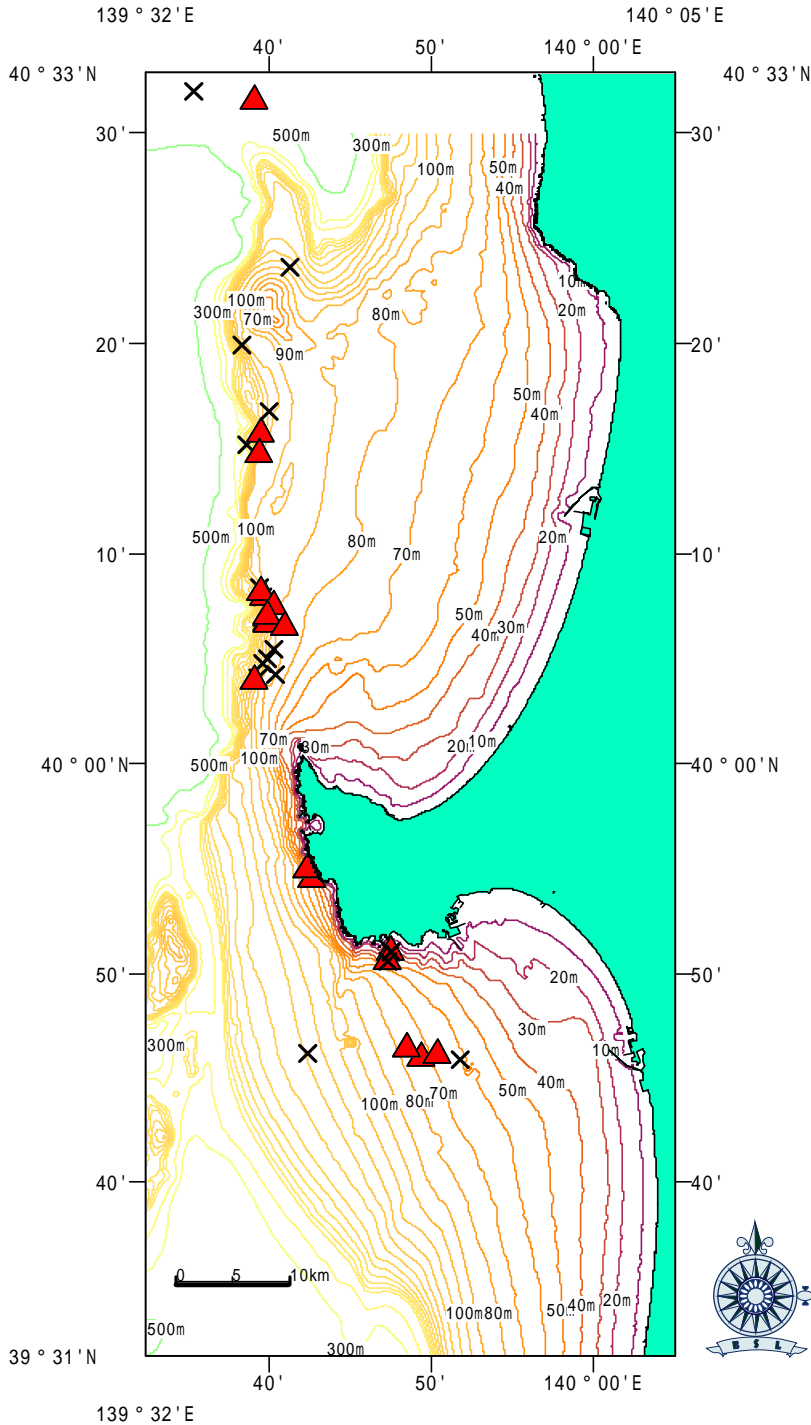 139 ° 32'E 140 ° 05'E
40' 50' 140 ° 00'E
40 ° 33'N 40 ° 33'N
30' 30'
500m 300m
100m 50m
40m
10m
100m
300m 20m
70m 80m
20' 90m 20'
50m
40m
100m
500m 80m 70m 20m
10' 10'
50m
40m 30m
70m 30m 20m 10m
500m 100m
40 ° 00'N 40 ° 00'N
50' 20m 50'
30m
300m 10m
40m
100m 80m 70m 50m
40' 40'
0 5 10km
100m 80m 50m 40m 20m
500m
300m
39 ° 31'N
B S L
40' 50' 140 ° 00'E
139 ° 32'E